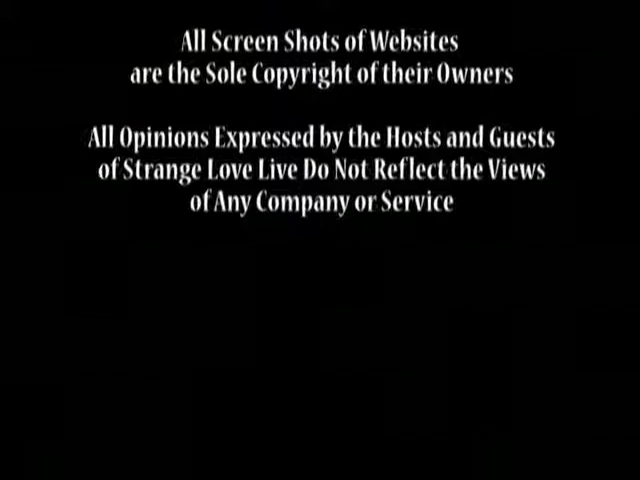 All Screen Shots of Websites
are the Sole Copyright of their Owners
All Opinions Expressed by the Hosts and Guests
of Strange Love Live Do Not Reflect the Views
of Any Company or Service